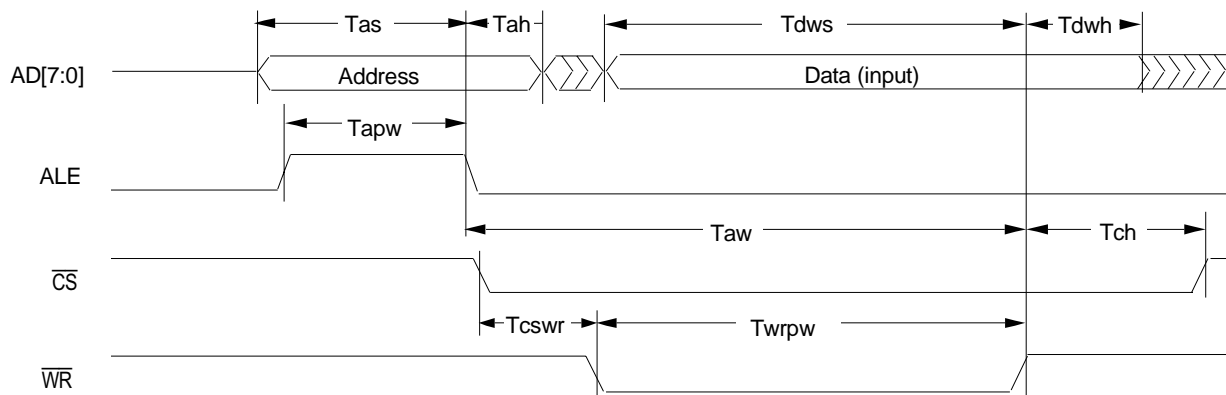 Tas
Tah
Tdws
Tdwh
AD[7:0]
Address
Data (input)
Tapw
ALE
Taw
Tch
CS
Tcswr
Twrpw
WR